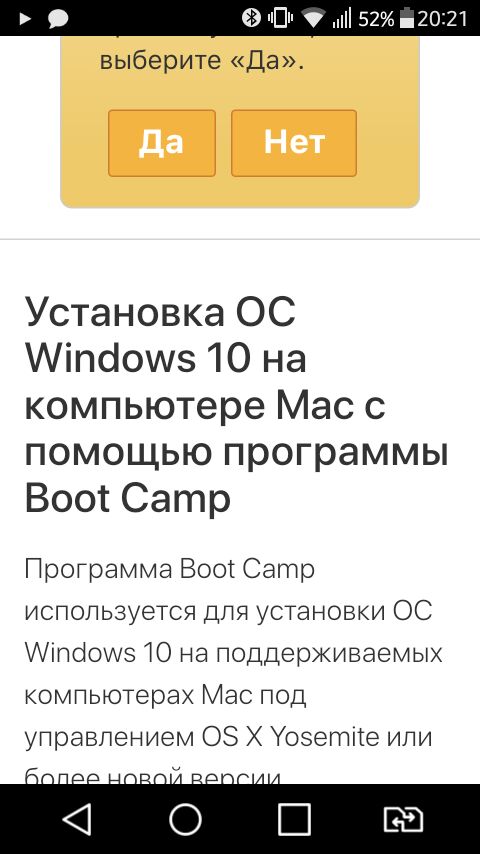 52% 20:21
выберите «Да».
Да Нет
Установка ОС
Windows 10 на
компьютере Mac с
помощью программы
Boot Camp
Программа Boot Camp
используется для установки ОС
Windows 10 на поддерживаемых
компьютерах Mac под
управлением OS X Yosemite или
более новой версии